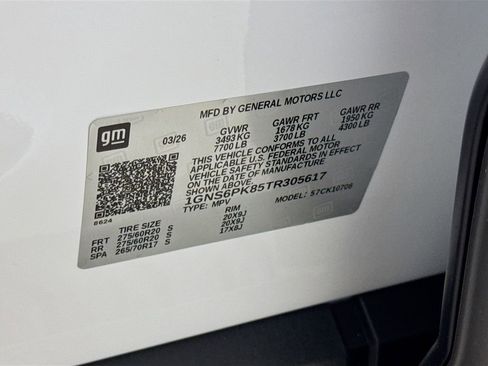 MFD BY GENERAL MOTORS LLC
gm
03/26
GVWR GAWR FRT GAWR RR
3493 KG 1678 KG 1950 KG
7700 LB 3700 LB 4300 LB
THIS VEHICLE CONFORMS TO ALL
APPLICABLE U.S. FEDERAL MOTOR
VEHICLE SAFETY STANDARDS IN EFFECT
ON THE DATE OF MANUFACTURE
SHOWN ABOVE.
1GNS6PK85TR305617
TYPE: MPV
57CK10708
8624
TIRE SIZE RIM
FRT 275/60R20 S 20X9J
RR 275/60R20 S 20X9J
SPA 265/70R17 S 17X8J